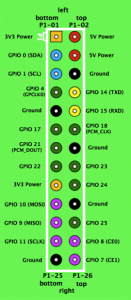 left
bottom top
P1-01 P1-02
3V3 Power 5V Power
GPIO 0 (SDA) 5V Power
GPIO 1 (SCL) Ground
GPIO 4 (GPCLK0) GPIO 14 (TXD)
Ground GPIO 15 (RXD)
GPIO 17 GPIO 18 (PCM_CLK)
GPIO 21 (PCM_DOUT) Ground
GPIO 22 GPIO 23
3V3 Power GPIO 24
GPIO 10 (MOSI) Ground
GPIO 9 (MISO) GPIO 25
GPIO 11 (SCLK) GPIO 8 (CE0)
Ground GPIO 7 (CE1)
P1-25 P1-26
bottom top
right